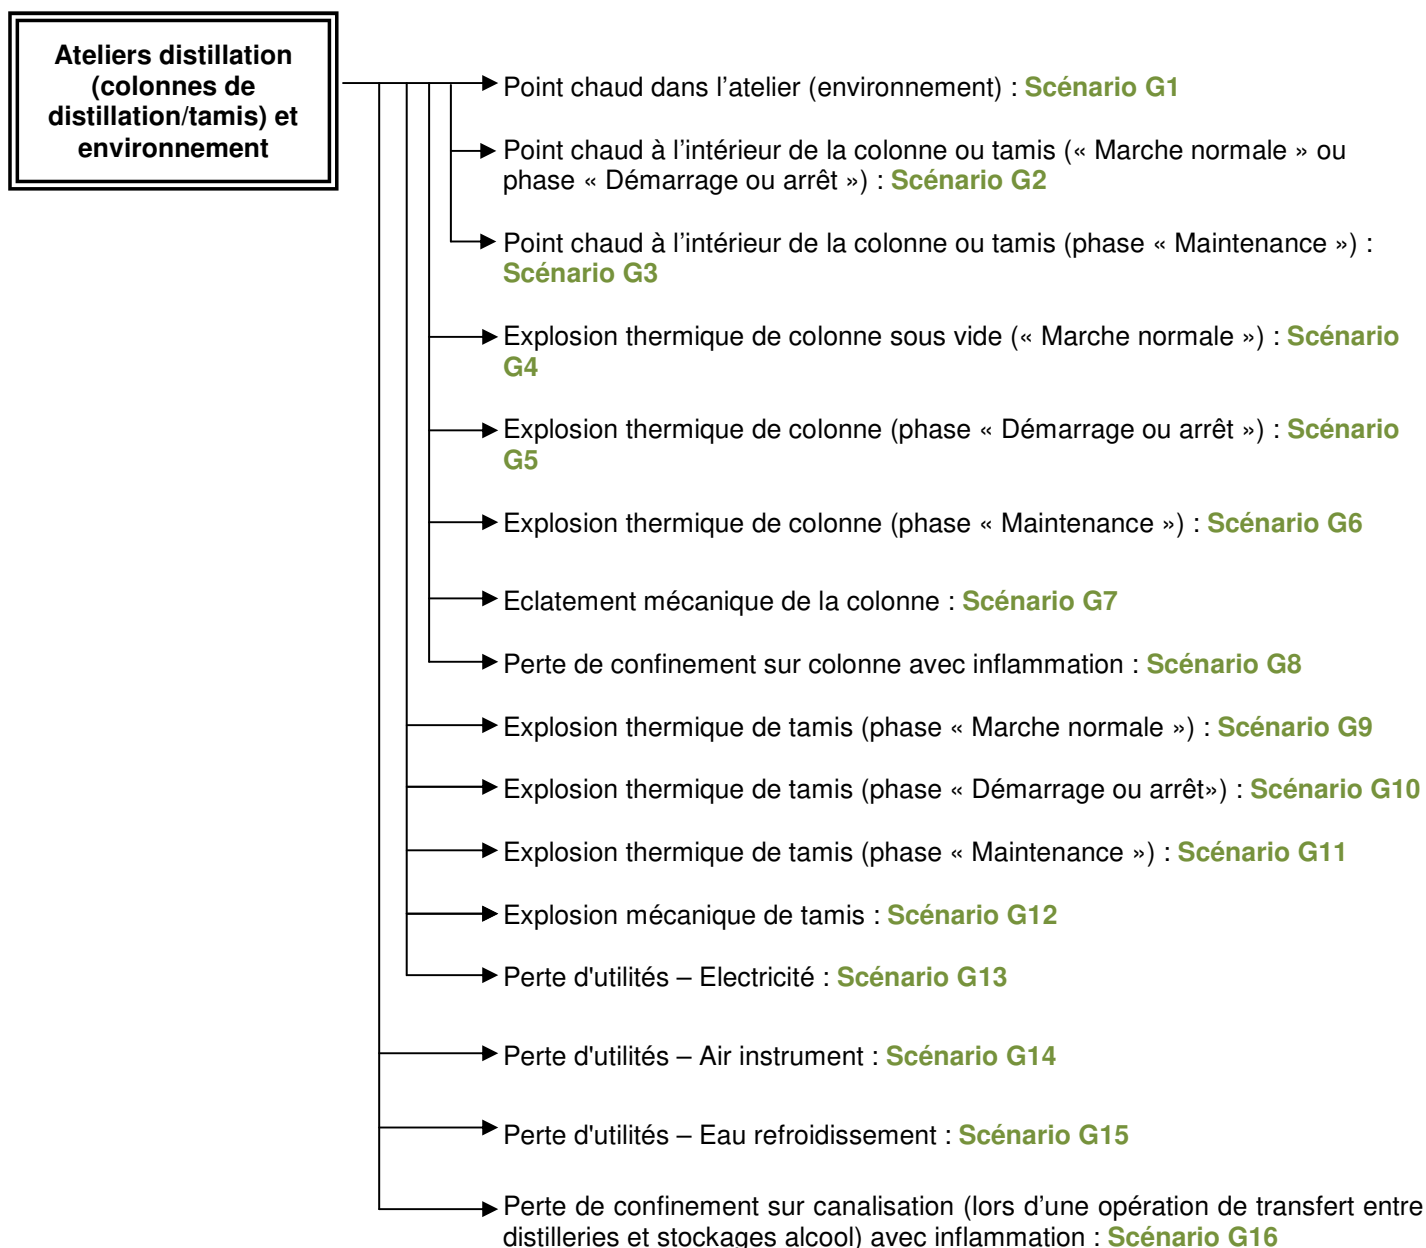 Ateliers distillation
(colonnes de
distillation/tamis) et
environnement
Point chaud dans l’atelier (environnement) : Scénario G1
Point chaud à l’intérieur de la colonne ou tamis (« Marche normale » ou
phase « Démarrage ou arrêt ») : Scénario G2
Point chaud à l’intérieur de la colonne ou tamis (phase « Maintenance ») :
Scénario G3
Explosion thermique de colonne sous vide (« Marche normale ») : Scénario
G4
Explosion thermique de colonne (phase « Démarrage ou arrêt ») : Scénario
G5
Explosion thermique de colonne (phase « Maintenance ») : Scénario G6
Eclatement mécanique de la colonne : Scénario G7
Perte de confinement sur colonne avec inflammation : Scénario G8
Explosion thermique de tamis (phase « Marche normale ») : Scénario G9
Explosion thermique de tamis (phase « Démarrage ou arrêt») : Scénario G10
Explosion thermique de tamis (phase « Maintenance ») : Scénario G11
Explosion mécanique de tamis : Scénario G12
Perte d'utilités – Electricité : Scénario G13
Perte d'utilités – Air instrument : Scénario G14
Perte d'utilités – Eau refroidissement : Scénario G15
Perte de confinement sur canalisation (lors d’une opération de transfert entre
distilleries et stockages alcool) avec inflammation : Scénario G16